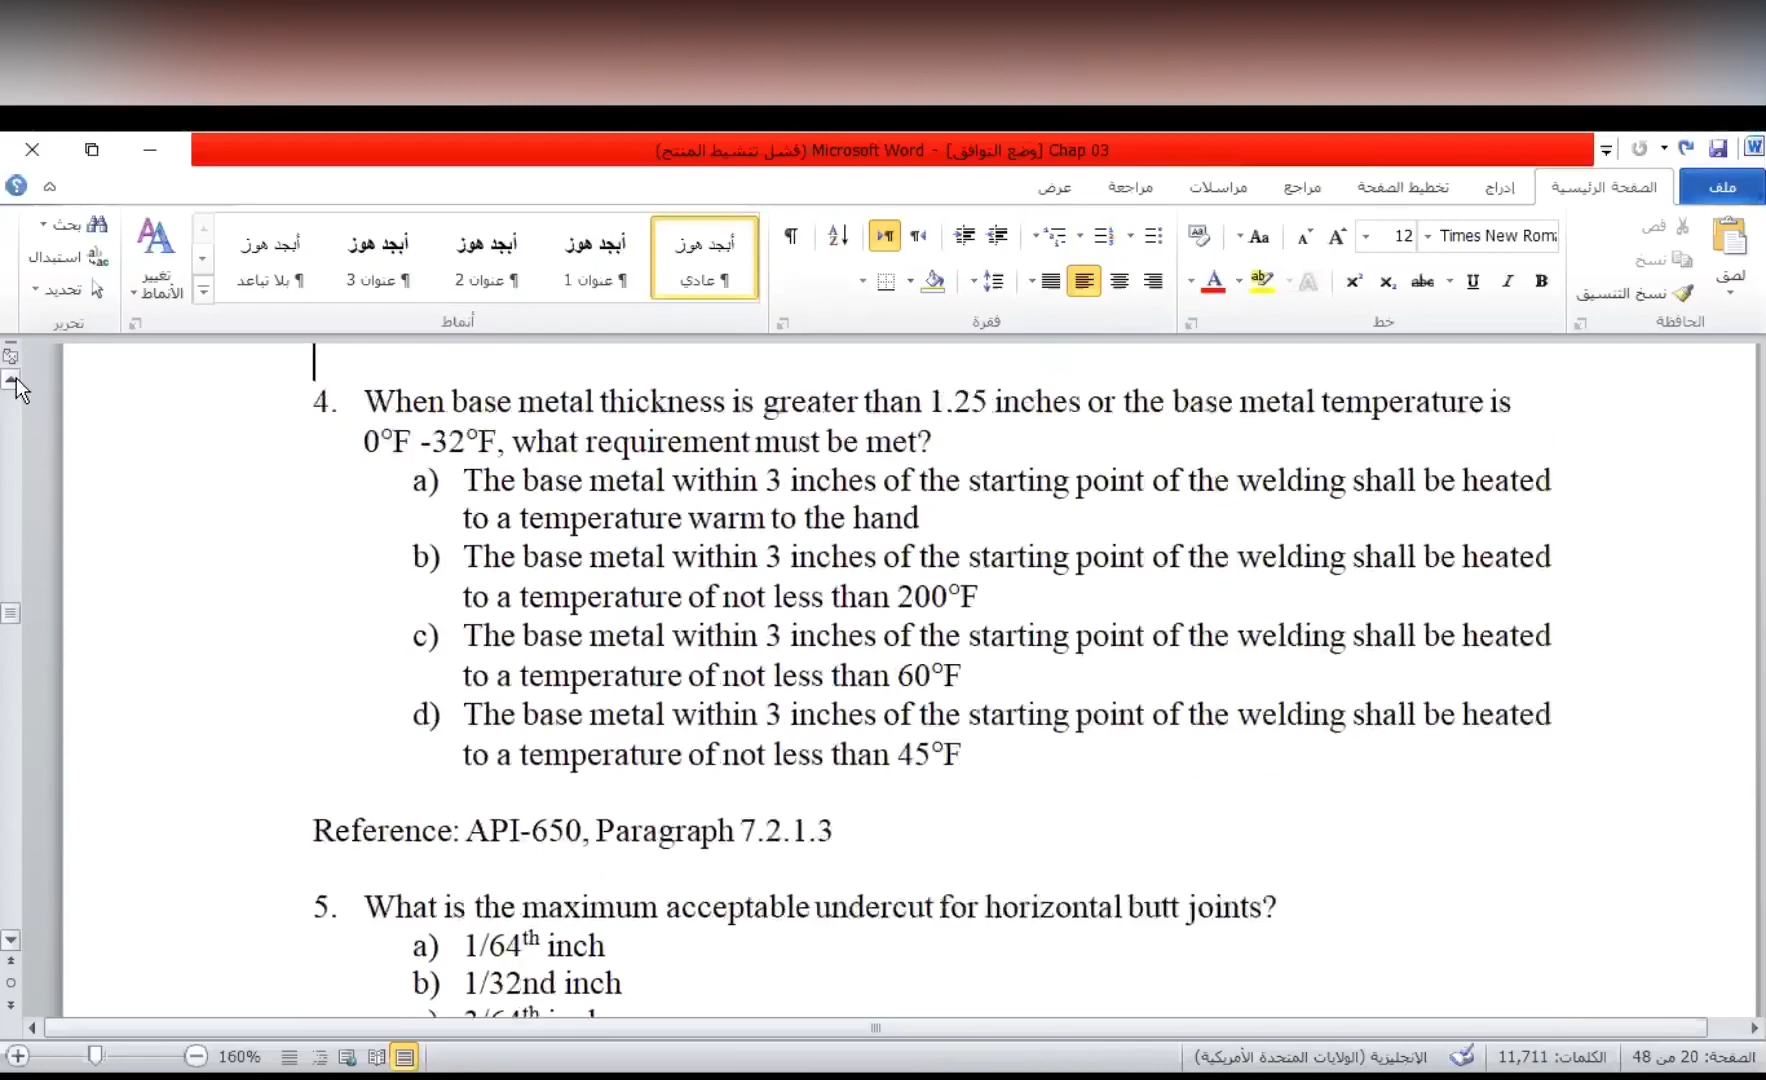 Chap 03 [وضع التوافق] - Microsoft Word (فشل تنشيط المنتج)
ملف
الصفحة الرئيسية
إدراج
تخطيط الصفحة
مراجع
مراسلات
مراجعة
عرض
لصق
قص
نسخ
نسخ التنسيق
الحافظة
Times New Rom
12
خط
فقرة
أبجد هوز
عادي
أبجد هوز
عنوان 1
أبجد هوز
عنوان 2
أبجد هوز
عنوان 3
أبجد هوز
بلا تباعد
أنماط
تغيير
الأنماط
بحث
استبدال
تحديد
تحرير
4. When base metal thickness is greater than 1.25 inches or the base metal temperature is
0°F -32°F, what requirement must be met?
a) The base metal within 3 inches of the starting point of the welding shall be heated
to a temperature warm to the hand
b) The base metal within 3 inches of the starting point of the welding shall be heated
to a temperature of not less than 200°F
c) The base metal within 3 inches of the starting point of the welding shall be heated
to a temperature of not less than 60°F
d) The base metal within 3 inches of the starting point of the welding shall be heated
to a temperature of not less than 45°F
Reference: API-650, Paragraph 7.2.1.3
5. What is the maximum acceptable undercut for horizontal butt joints?
a) 1/64th inch
b) 1/32nd inch
الصفحة: 20 من 48
الكلمات: 11,711
الإنجليزية (الولايات المتحدة الأمريكية)
160%